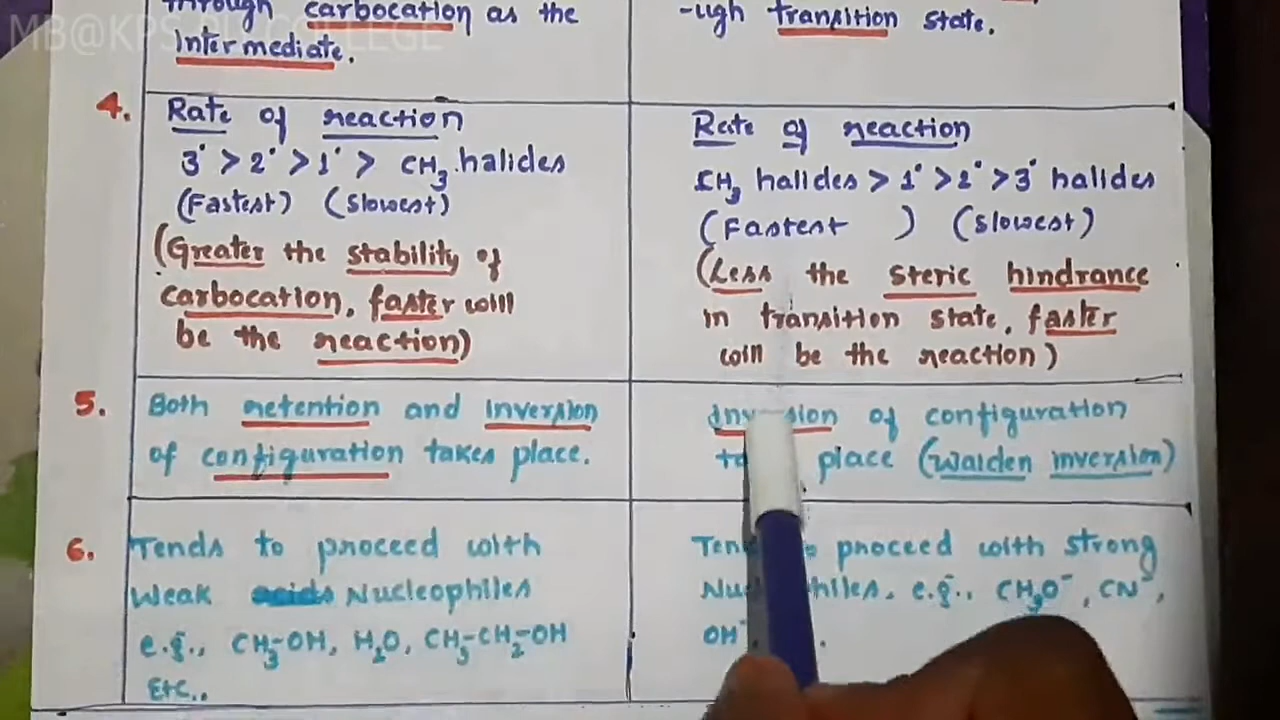 MB@KPS PU COLLEGE
through carbocation as the
Intermediate.
-ugh transition state.
4.
Rate of reaction
3° > 2° > 1° > CH3 halides
(Fastest) (Slowest)
(Greater the stability of
carbocation, faster will
be the reaction)
Rate of reaction
CH3 halides > 1° > 2° > 3° halides
(Fastest ) (Slowest)
(Less the steric hindrance
in transition state, faster
will be the reaction)
5.
Both retention and inversion
of configuration takes place.
of configuration
place (Walden inversion)
6.
Tends to proceed with
Weak Nucleophiles
e.g., CH3-OH, H2O, CH3-CH2-OH
Etc..
proceed with strong
e.g., CH3O-, CN-,
OH-